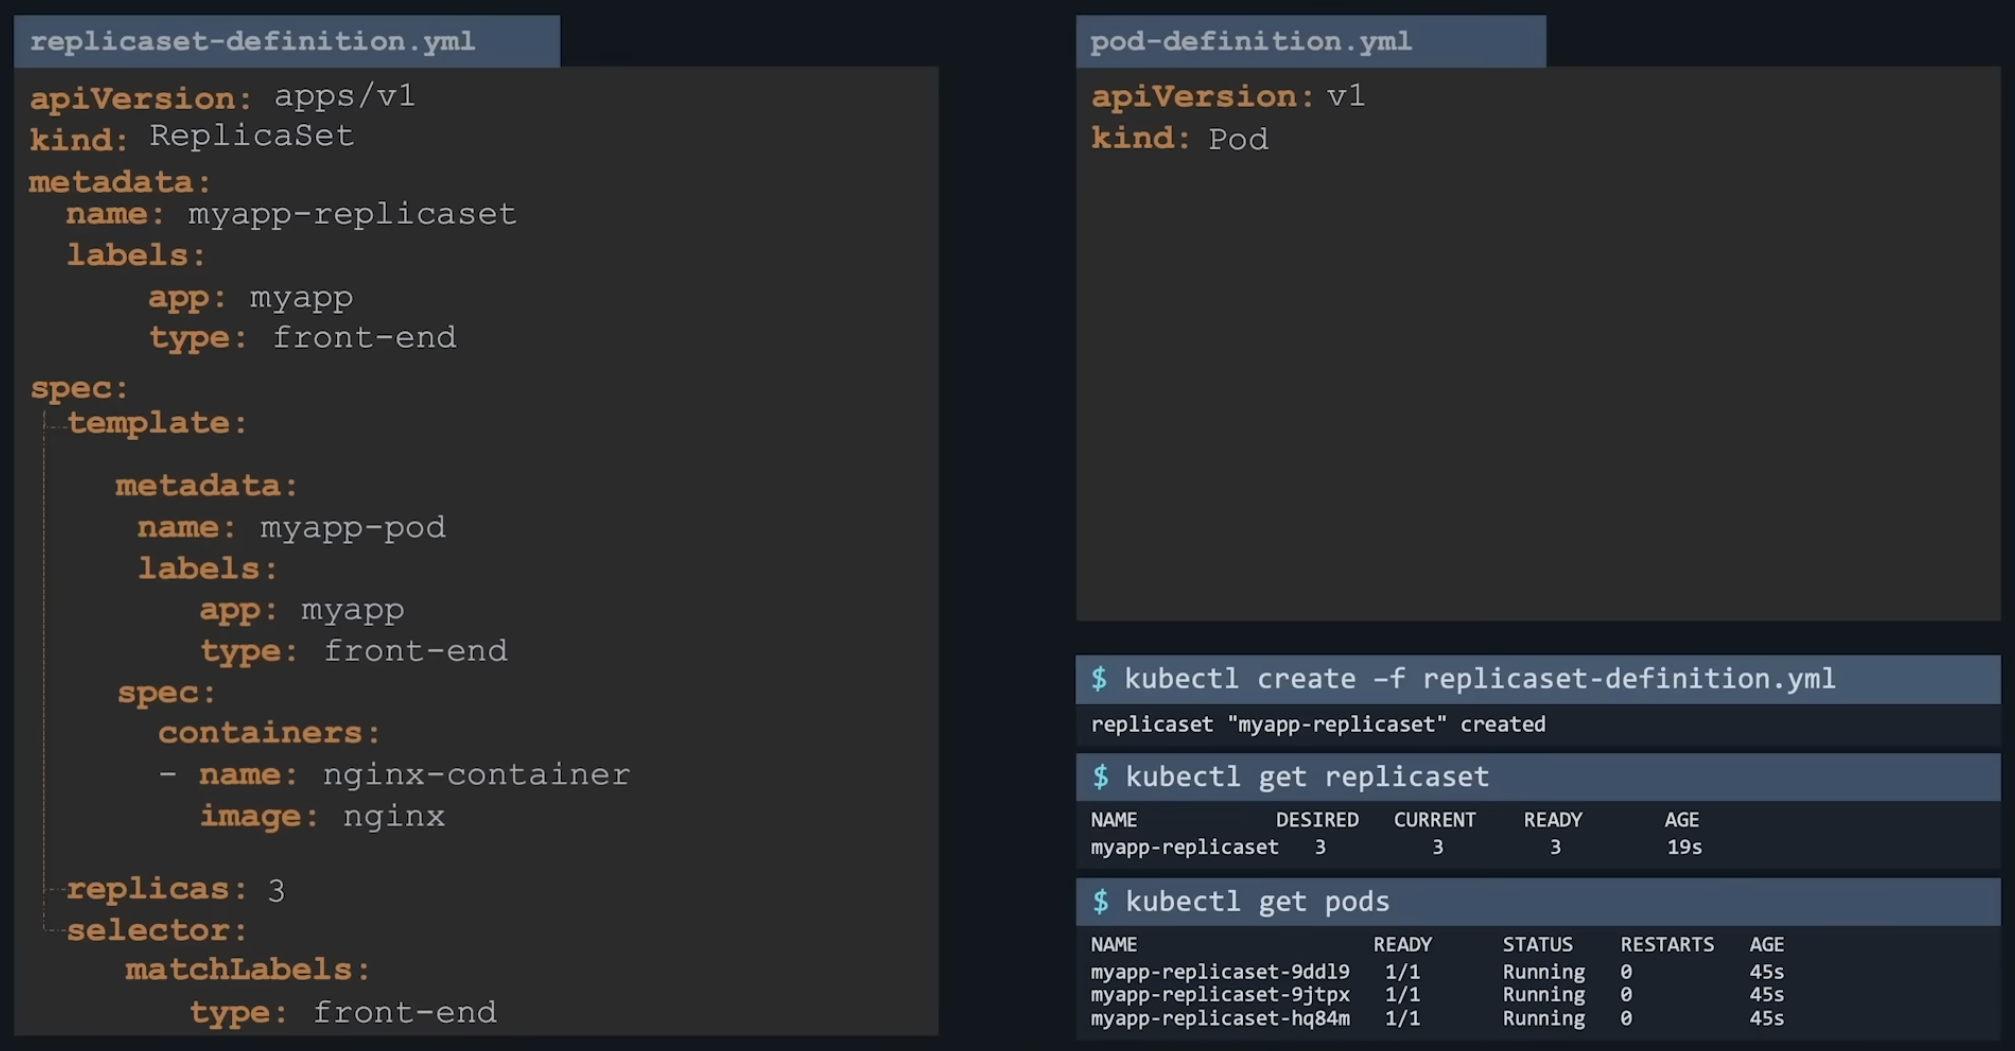 replicaset-definition.yml
apiVersion: apps/v1
kind: ReplicaSet
metadata:
name: myapp-replicaset
labels:
app: myapp
type: front-end
spec:
template:
metadata:
name: myapp-pod
labels:
app: myapp
type: front-end
spec:
containers:
- name: nginx-container
image: nginx
replicas: 3
selector:
matchLabels:
type: front-end
pod-definition.yml
apiVersion: v1
kind: Pod
$ kubectl create –f replicaset-definition.yml
replicaset "myapp-replicaset" created
$ kubectl get replicaset
NAME DESIRED CURRENT READY AGE
myapp-replicaset 3 3 3 19s
$ kubectl get pods
NAME READY STATUS RESTARTS AGE
myapp-replicaset-9ddl9 1/1 Running 0 45s
myapp-replicaset-9jtpx 1/1 Running 0 45s
myapp-replicaset-hq84m 1/1 Running 0 45s